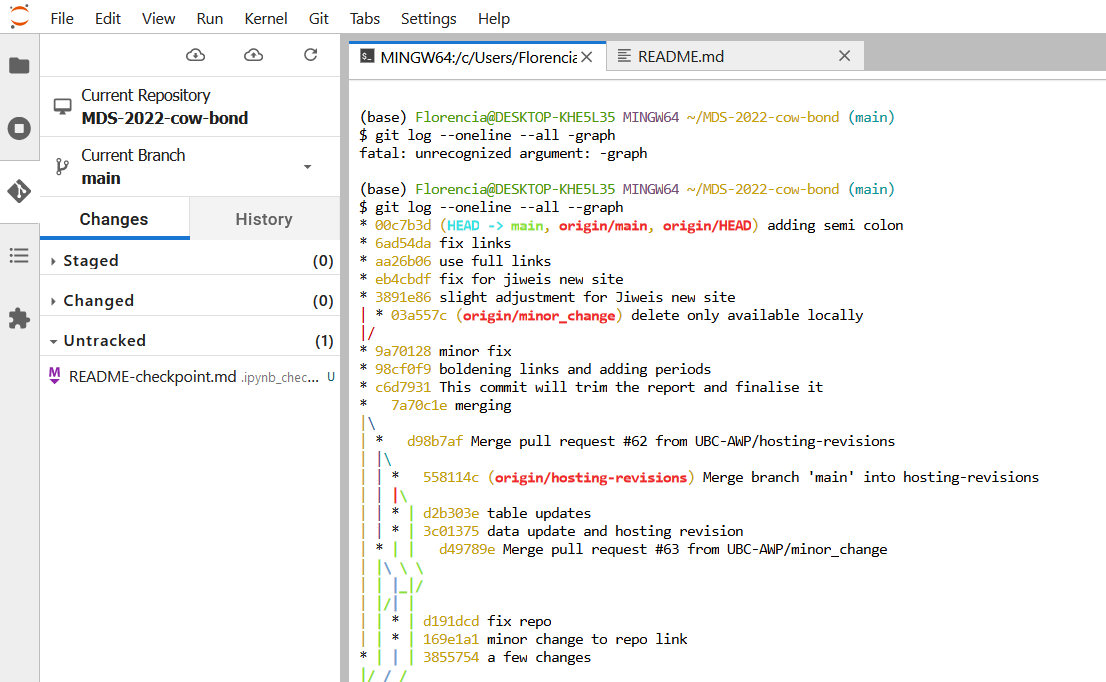 File Edit View Run Kernel Git Tabs Settings Help
MINGW64:/c/Users/Florencia
README.md
Current Repository
MDS-2022-cow-bond
Current Branch
main
Changes History
Staged (0)
Changed (0)
Untracked (1)
README-checkpoint.md .ipynb_chec... U
(base) Florencia@DESKTOP-KHE5L35 MINGW64 ~/MDS-2022-cow-bond (main)
$ git log --oneline --all -graph
fatal: unrecognized argument: -graph
(base) Florencia@DESKTOP-KHE5L35 MINGW64 ~/MDS-2022-cow-bond (main)
$ git log --oneline --all --graph
* 00c7b3d (HEAD -> main, origin/main, origin/HEAD) adding semi colon
* 6ad54da fix links
* aa26b06 use full links
* eb4cbdf fix for jiweis new site
* 3891e86 slight adjustment for Jiweis new site
| * 03a557c (origin/minor_change) delete only available locally
|/
* 9a70128 minor fix
* 98cf0f9 boldening links and adding periods
* c6d7931 This commit will trim the report and finalise it
*   7a70c1e merging
|\
| *   d98b7af Merge pull request #62 from UBC-AWP/hosting-revisions
| |\
| | *   558114c (origin/hosting-revisions) Merge branch 'main' into hosting-revisions
| | |\
| | * | d2b303e table updates
| | * | 3c01375 data update and hosting revision
| * | |   d49789e Merge pull request #63 from UBC-AWP/minor_change
| |\ \ \
| | | |_|/
| |/| |
| | * | d191dcd fix repo
| | * | 169e1a1 minor change to repo link
* | | | 3855754 a few changes
|/ / /